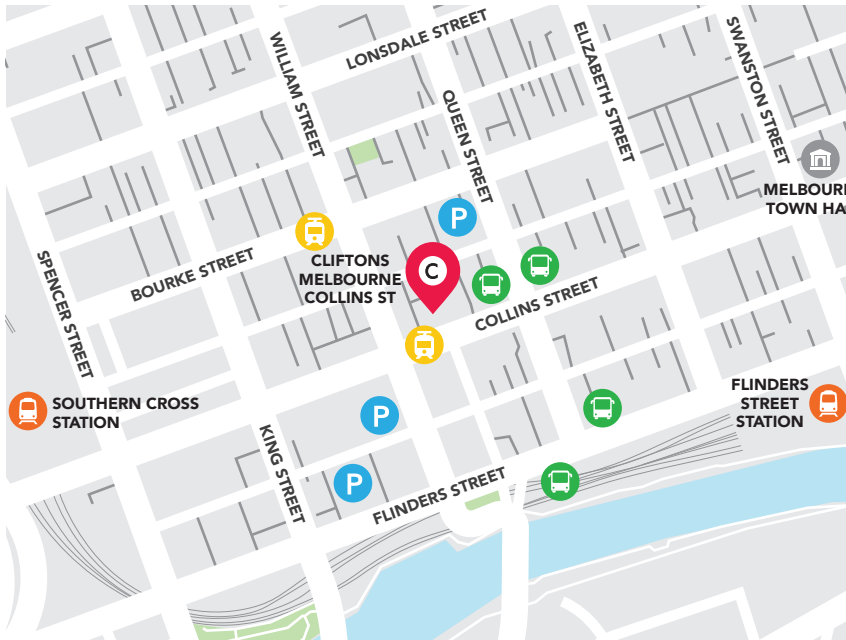 LONSDALE STREET
WILLIAM STREET
QUEEN STREET
ELIZABETH STREET
SWANSTON STREET
MELBOURN
TOWN HA
P
BOURKE STREET
CLIFTONS
MELBOURNE
COLLINS ST
C
COLLINS STREET
SPENCER STREET
SOUTHERN CROSS
STATION
P
FLINDERS
STREET
STATION
KING STREET
P
FLINDERS STREET